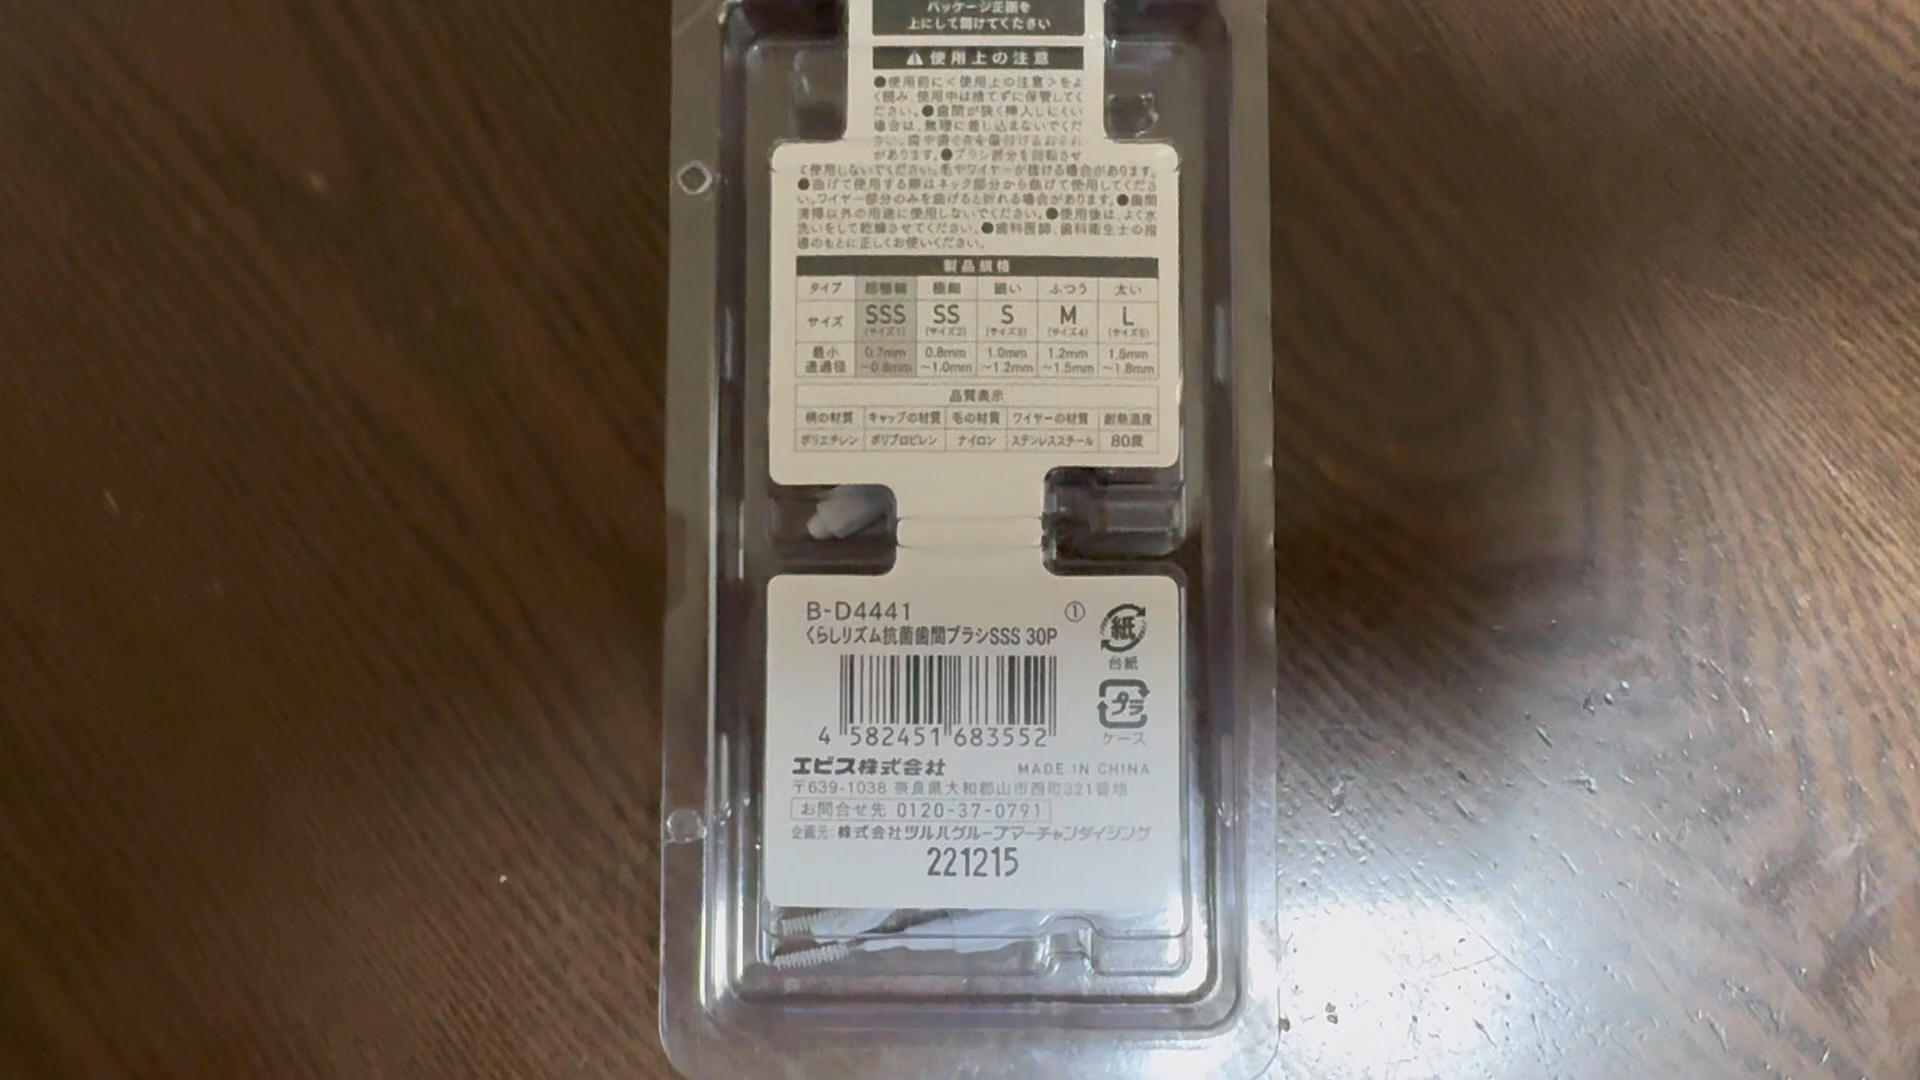 パッケージ正面を
上にして開けてください
使用上の注意
●使用前に<使用上の注意>をよ
く読み、使用中は捨てずに保管してく
ださい。●歯間が狭く挿入しにくい
場合は、無理に差し込まないでくだ
さい。歯や歯ぐきを傷付けるおそれ
があります。●ブラシ部分を回転させ
て使用しないでください。毛やワイヤーが抜ける場合があります。
●曲げて使用する際はネック部分から曲げて使用してくださ
い。ワイヤー部分のみを曲げると折れる場合があります。●歯間
清掃以外の用途に使用しないでください。●使用後は、よく水
洗いをして乾燥させてください。●歯科医師、歯科衛生士の指
導のもとに正しくお使いください。
製品規格
タイプ 超極細 極細 細い ふつう 太い
サイズ SSS SS S M L
(サイズ1) (サイズ2) (サイズ3) (サイズ4) (サイズ5)
最小 0.7mm 0.8mm 1.0mm 1.2mm 1.5mm
通過径 ~0.8mm ~1.0mm ~1.2mm ~1.5mm ~1.8mm
品質表示
柄の材質 キャップの材質 毛の材質 ワイヤーの材質 耐熱温度
ポリエチレン ポリプロピレン ナイロン ステンレススチール 80度
B-D4441 ①
くらしリズム抗菌歯間ブラシSSS 30P
紙
台紙
プラ
ケース
4 582451 683552
エビス株式会社 MADE IN CHINA
〒639-1038 奈良県大和郡山市西町321番地
お問合せ先 0120-37-0791
企画元:株式会社ツルハグループマーチャンダイジング
221215